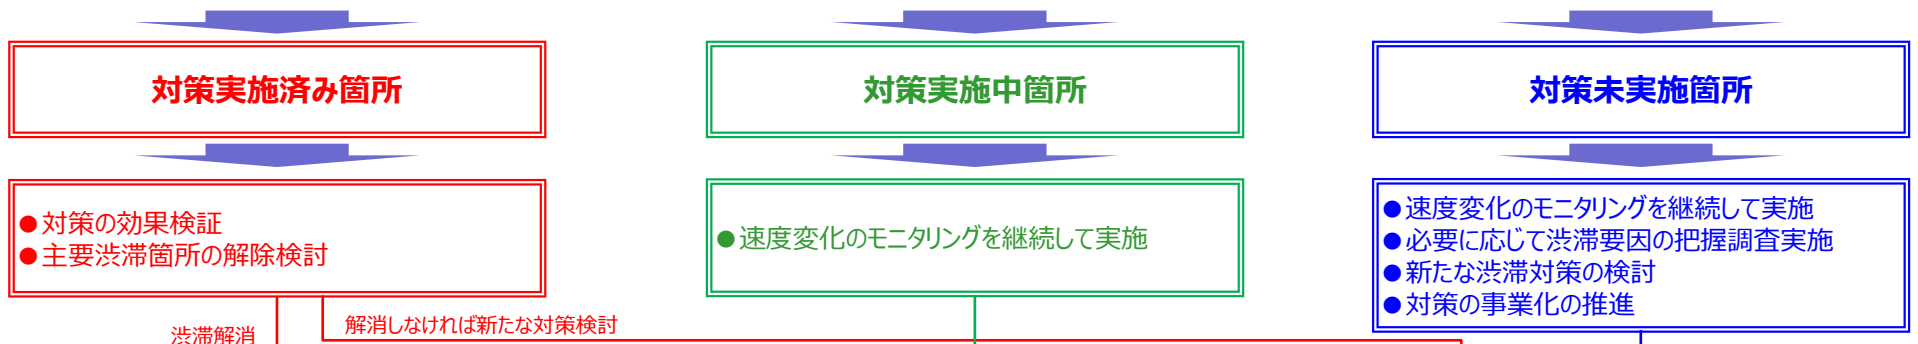 対策実施済み箇所
対策実施中箇所
対策未実施箇所
●対策の効果検証
●主要渋滞箇所の解除検討
●速度変化のモニタリングを継続して実施
●速度変化のモニタリングを継続して実施
●必要に応じて渋滞要因の把握調査実施
●新たな渋滞対策の検討
●対策の事業化の推進
渋滞解消
解消しなければ新たな対策検討